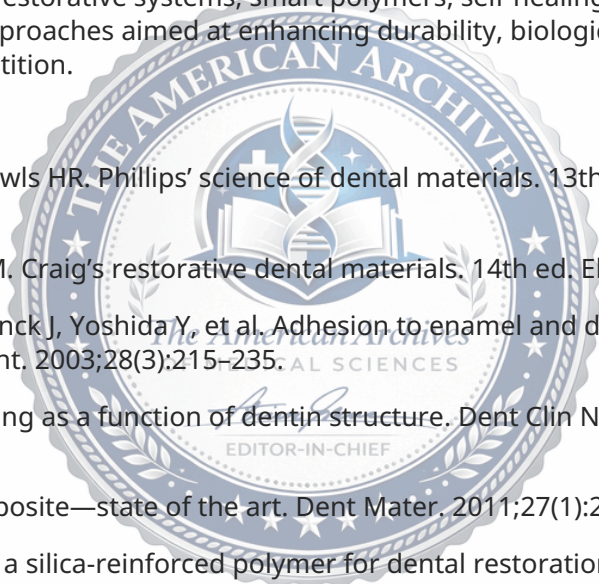 restorative systems, smart polymers, self-healing
proaches aimed at enhancing durability, biologic
tition.
THE AMERICAN ARCHIVES
wls HR. Phillips’ science of dental materials. 13th
M. Craig’s restorative dental materials. 14th ed. El
nck J, Yoshida Y, et al. Adhesion to enamel and d
The American Archives
nt. 2003;28(3):215–235.
MEDICAL SCIENCES
ng as a function of dentin structure. Dent Clin N
EDITOR-IN-CHIEF
posite—state of the art. Dent Mater. 2011;27(1):2
a silica-reinforced polymer for dental restoration